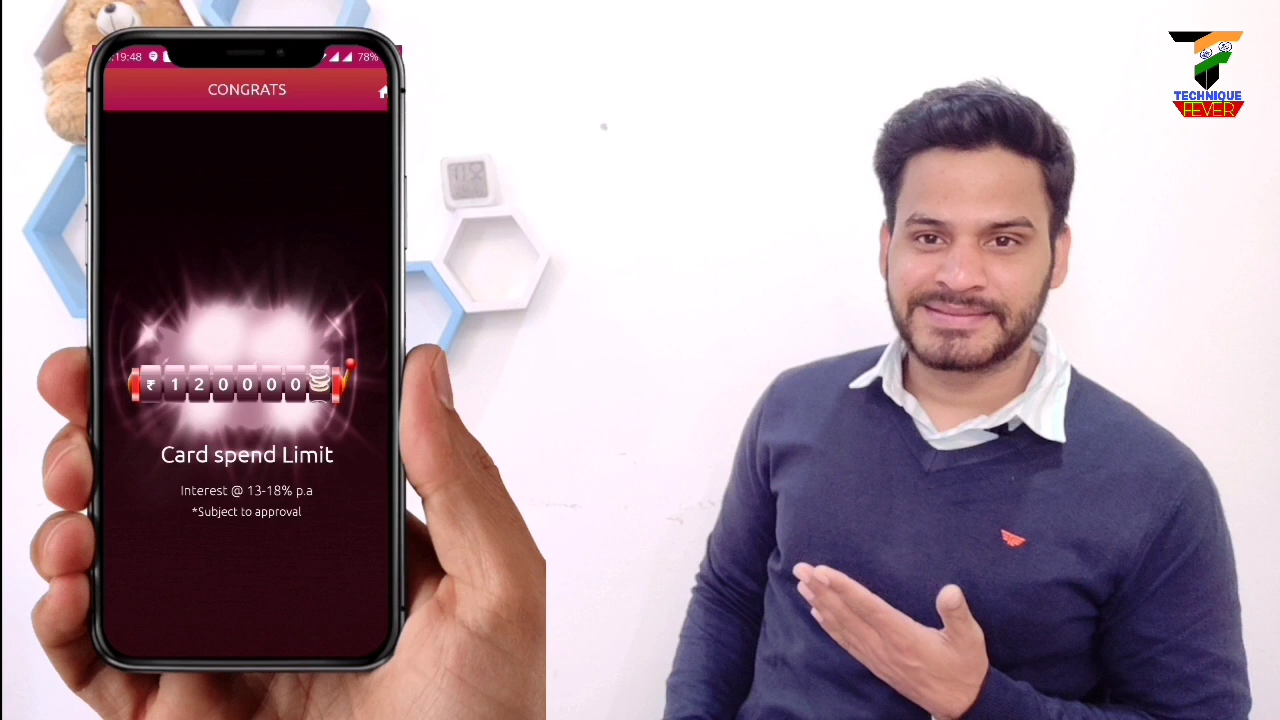 19:48
78%
CONGRATS
₹ 120000
Card spend Limit
Interest @ 13-18% p.a
*Subject to approval
TECHNIQUE
FEVER